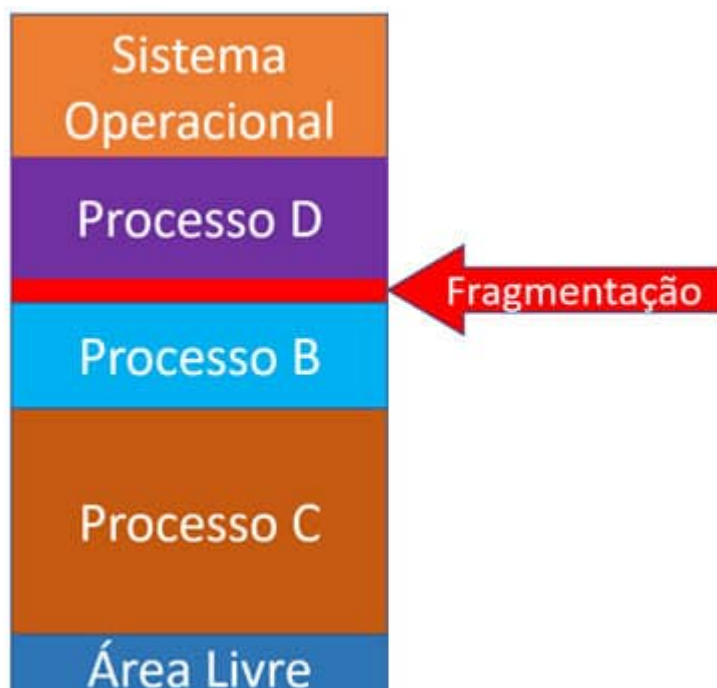 Sistema
Operacional
Processo D
Fragmentação
Processo B
Processo C
Área Livre